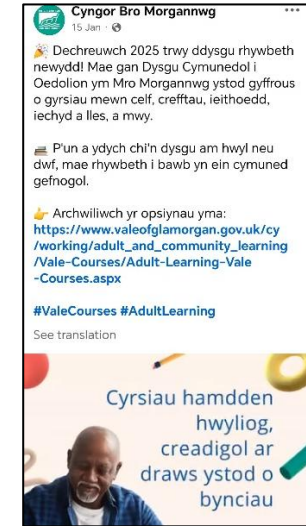 Cyngor Bro Morgannwg
15 Jan
🎉 Dechreuwch 2025 trwy ddysgu rhywbeth
newydd! Mae gan Dysgu Cymunedol i
Oedolion ym Mro Morgannwg ystod gyffrous
o gyrsiau mewn celf, crefftau, ieithoedd,
iechyd a lles, a mwy.
📚 P'un a ydych chi'n dysgu am hwyl neu
dwf, mae rhywbeth i bawb yn ein cymuned
gefnogol.
👉 Archwiliwch yr opsiynau yma:
https://www.valeofglamorgan.gov.uk/cy
/working/adult_and_community_learning
/Vale-Courses/Adult-Learning-Vale
-Courses.aspx
#ValeCourses #AdultLearning
See translation
Cyrsiau hamdden
hwyliog,
creadigol ar
draws ystod o
bynciau